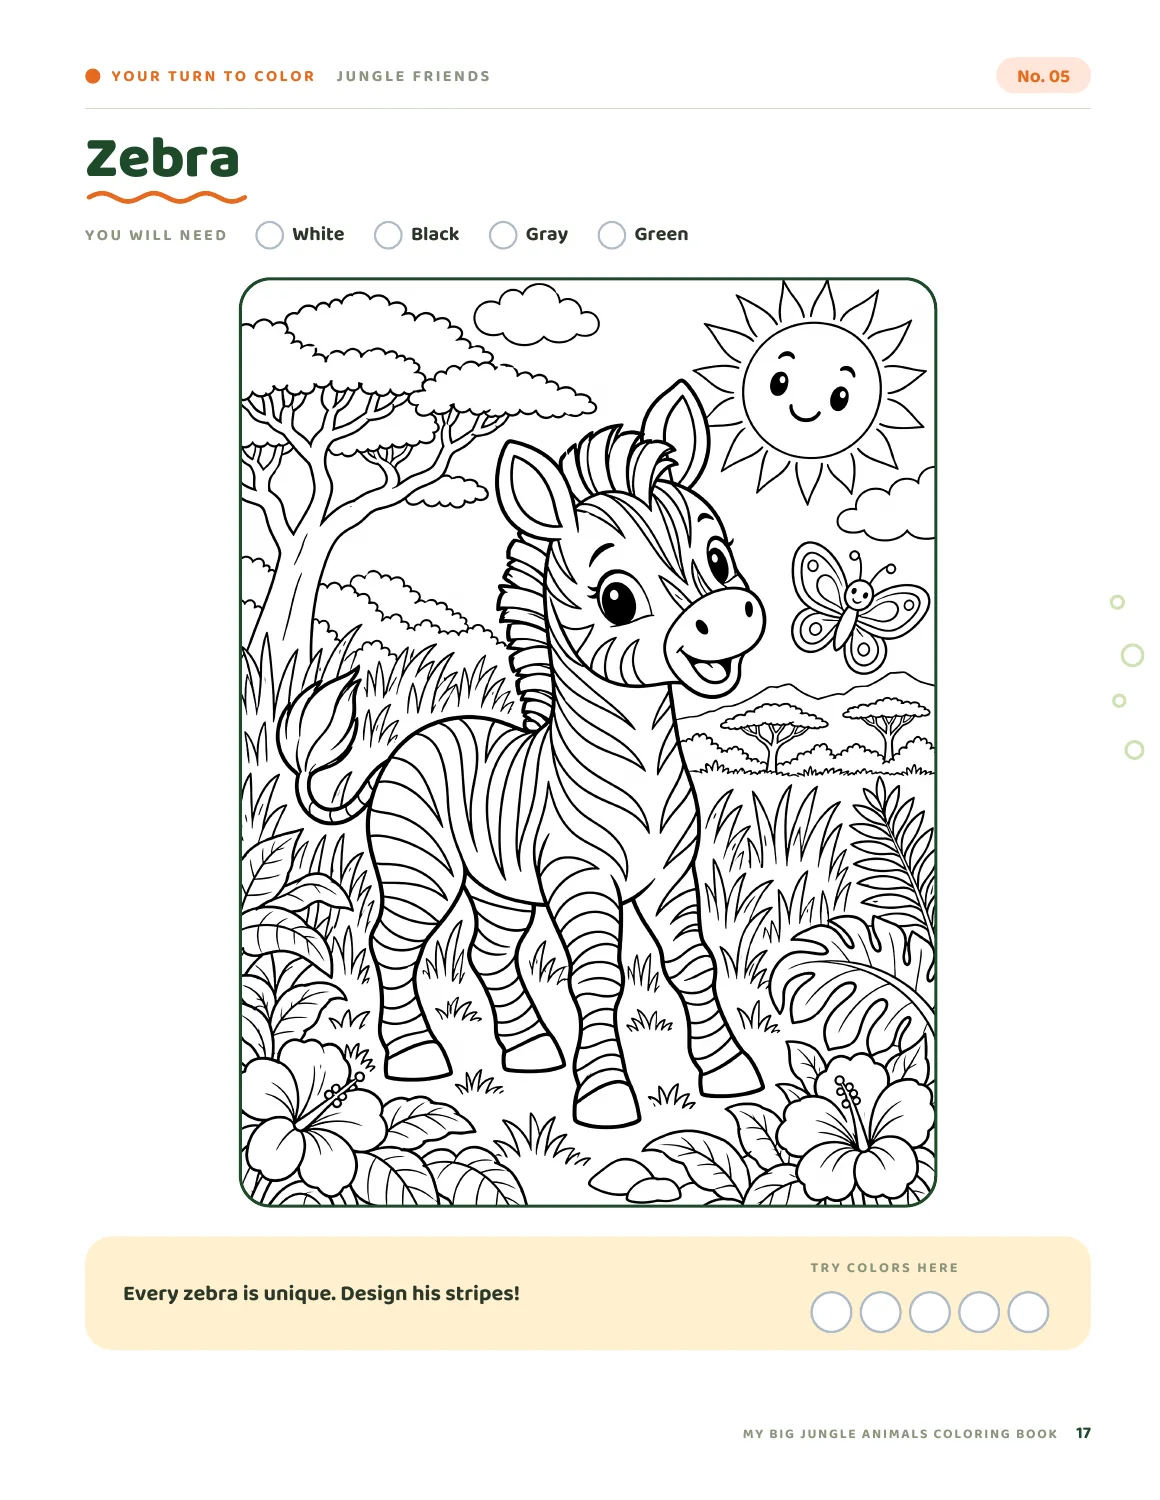 YOUR TURN TO COLOR JUNGLE FRIENDS No. 05
Zebra
YOU WILL NEED White Black Gray Green
Every zebra is unique. Design his stripes!
TRY COLORS HERE
MY BIG JUNGLE ANIMALS COLORING BOOK 17